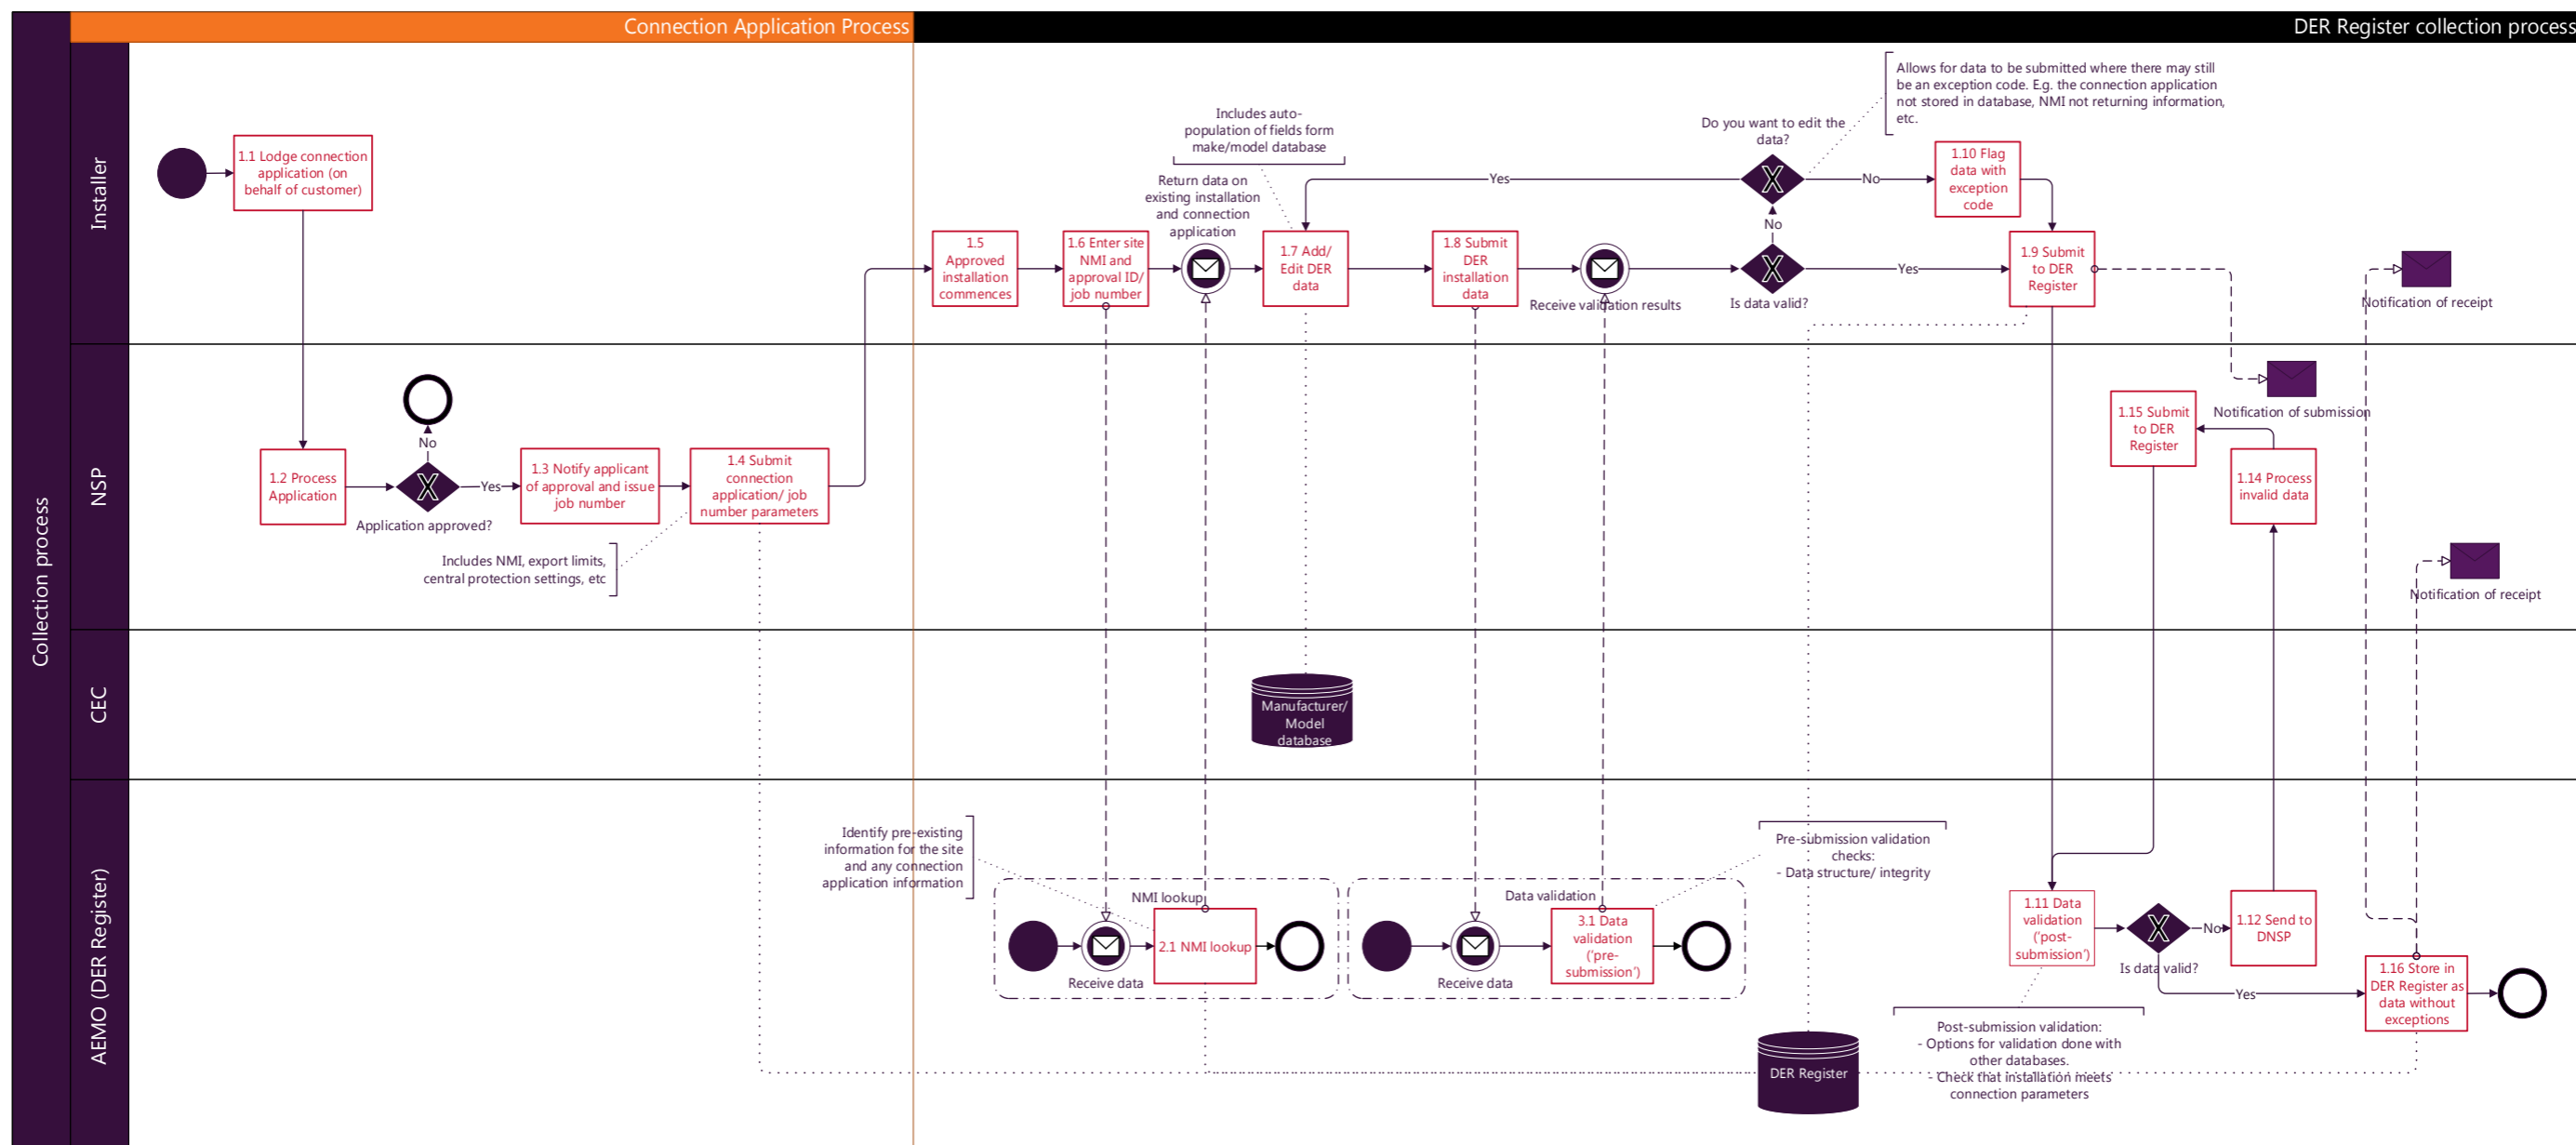 Connection Application Process
DER Register collection process
Collection process
Installer
NSP
CEC
AEMO (DER Register)
1.1 Lodge connection
application (on
behalf of customer)
1.2 Process
Application
No
Application approved?
Yes
1.3 Notify applicant
of approval and issue
job number
1.4 Submit
connection
application/ job
number parameters
Includes NMI, export limits,
central protection settings, etc
1.5
Approved
installation
commences
1.6 Enter site
NMI and
approval ID/
job number
Return data on
existing installation
and connection
application
Includes auto-
population of fields form
make/model database
1.7 Add/
Edit DER
data
1.8 Submit
DER
installation
data
Receive validation results
Is data valid?
No
Yes
Do you want to edit the
data?
Yes
No
Allows for data to be submitted where there may still
be an exception code. E.g. the connection application
not stored in database, NMI not returning information,
etc.
1.10 Flag
data with
exception
code
1.9 Submit
to DER
Register
Notification of receipt
Notification of submission
1.15 Submit
to DER
Register
1.14 Process
invalid data
Notification of receipt
Manufacturer/
Model
database
Identify pre-existing
information for the site
and any connection
application information
NMI lookup
Receive data
2.1 NMI lookup
Data validation
Receive data
3.1 Data
validation
('pre-
submission')
Pre-submission validation
checks:
- Data structure/ integrity
1.11 Data
validation
('post-
submission')
Is data valid?
No
Yes
1.12 Send to
DNSP
1.16 Store in
DER Register as
data without
exceptions
Post-submission validation:
- Options for validation done with
other databases.
- Check that installation meets
connection parameters
DER Register